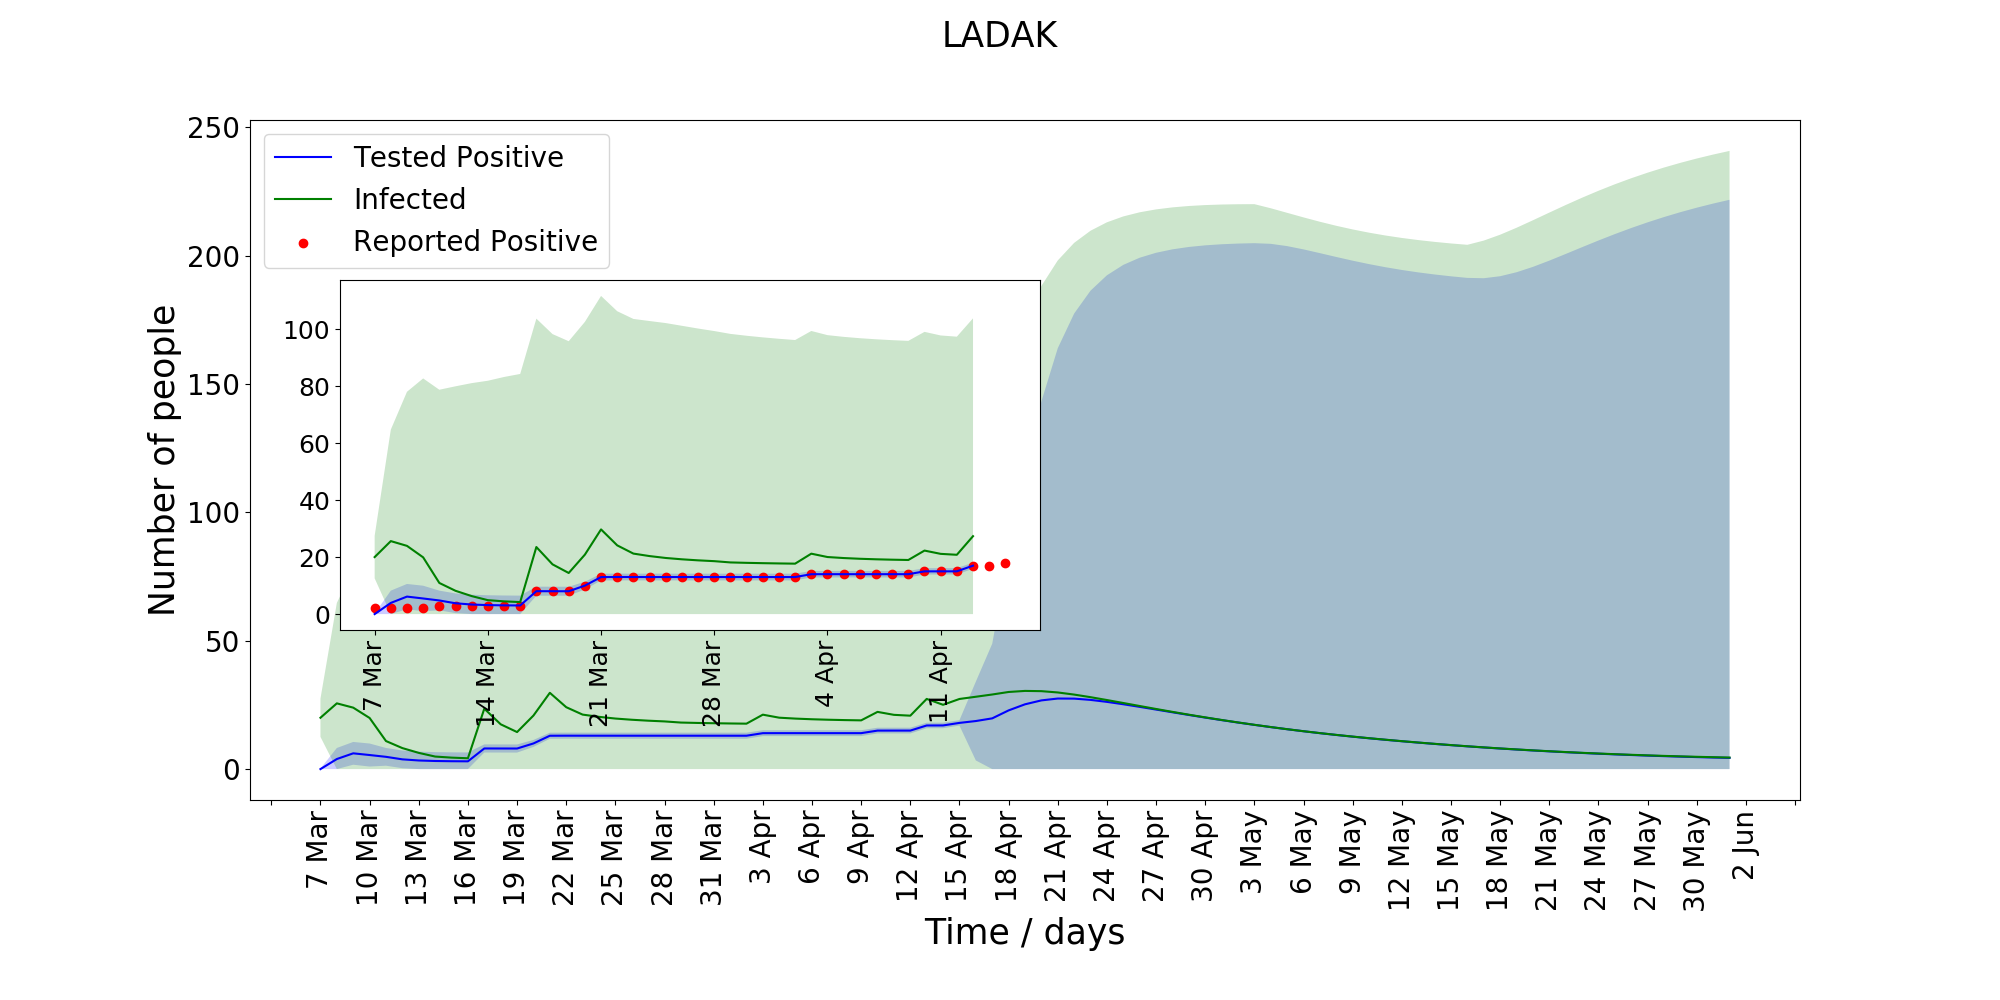 LADAK
250
200
150
100
50
0
Number of people
Tested Positive
Infected
Reported Positive
100
80
60
40
20
0
7 Mar
14 Mar
21 Mar
28 Mar
4 Apr
11 Apr
7 Mar
10 Mar
13 Mar
16 Mar
19 Mar
22 Mar
25 Mar
28 Mar
31 Mar
3 Apr
6 Apr
9 Apr
12 Apr
15 Apr
18 Apr
21 Apr
24 Apr
27 Apr
30 Apr
3 May
6 May
9 May
12 May
15 May
18 May
21 May
24 May
27 May
30 May
2 Jun
Time / days